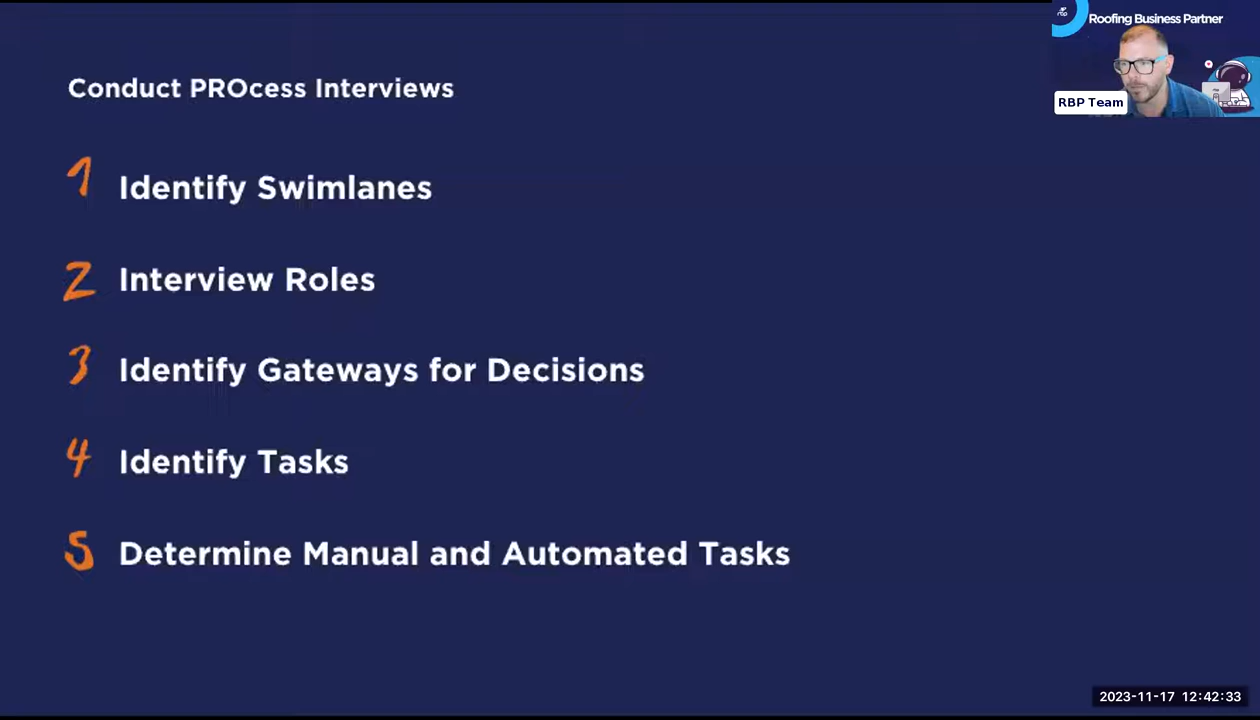 Roofing Business Partner
Conduct PROcess Interviews
RBP Team
1 Identify Swimlanes
2 Interview Roles
3 Identify Gateways for Decisions
4 Identify Tasks
5 Determine Manual and Automated Tasks
2023-11-17 12:42:33